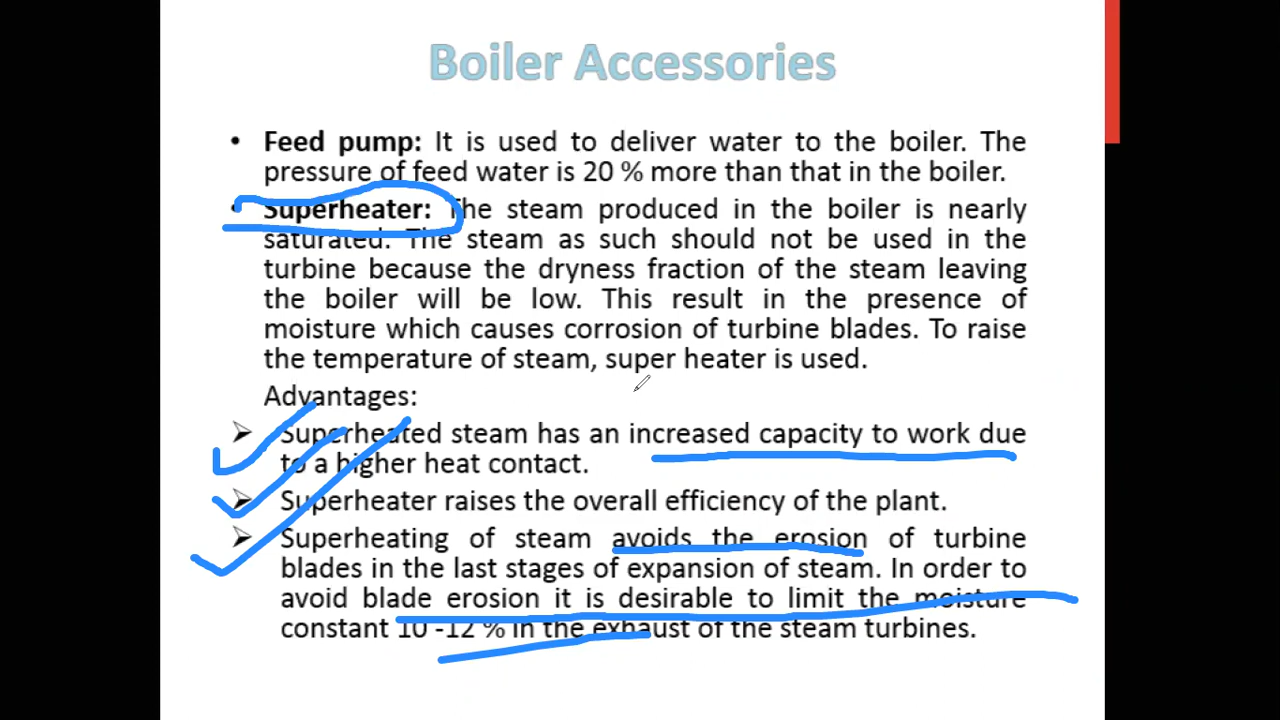 Boiler Accessories
• Feed pump: It is used to deliver water to the boiler. The
pressure of feed water is 20 % more than that in the boiler.
• Superheater: The steam produced in the boiler is nearly
saturated. The steam as such should not be used in the
turbine because the dryness fraction of the steam leaving
the boiler will be low. This result in the presence of
moisture which causes corrosion of turbine blades. To raise
the temperature of steam, super heater is used.
Advantages:
➢ Superheated steam has an increased capacity to work due
to a higher heat contact.
➢ Superheater raises the overall efficiency of the plant.
➢ Superheating of steam avoids the erosion of turbine
blades in the last stages of expansion of steam. In order to
avoid blade erosion it is desirable to limit the moisture
constant 10 -12 % in the exhaust of the steam turbines.